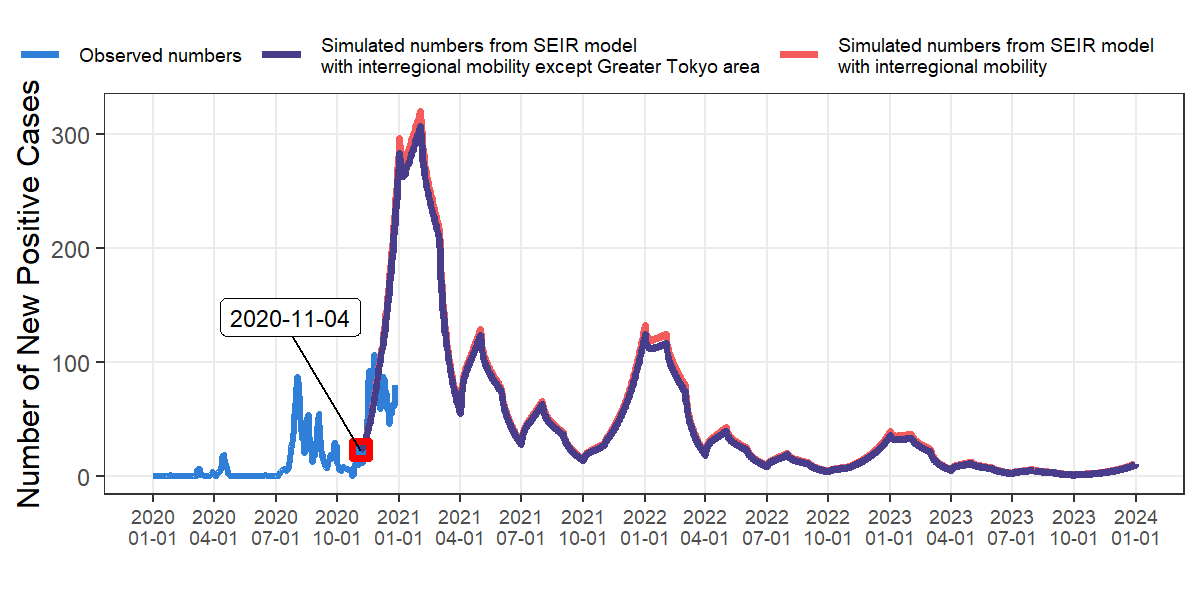 Observed numbers
Simulated numbers from SEIR model
with interregional mobility except Greater Tokyo area
Simulated numbers from SEIR model
with interregional mobility
Number of New Positive Cases
300
200
100
0
2020-11-04
2020 2020 2020 2020 2021 2021 2021 2021 2022 2022 2022 2022 2023 2023 2023 2023 2024
01-01 04-01 07-01 10-01 01-01 04-01 07-01 10-01 01-01 04-01 07-01 10-01 01-01 04-01 07-01 10-01 01-01